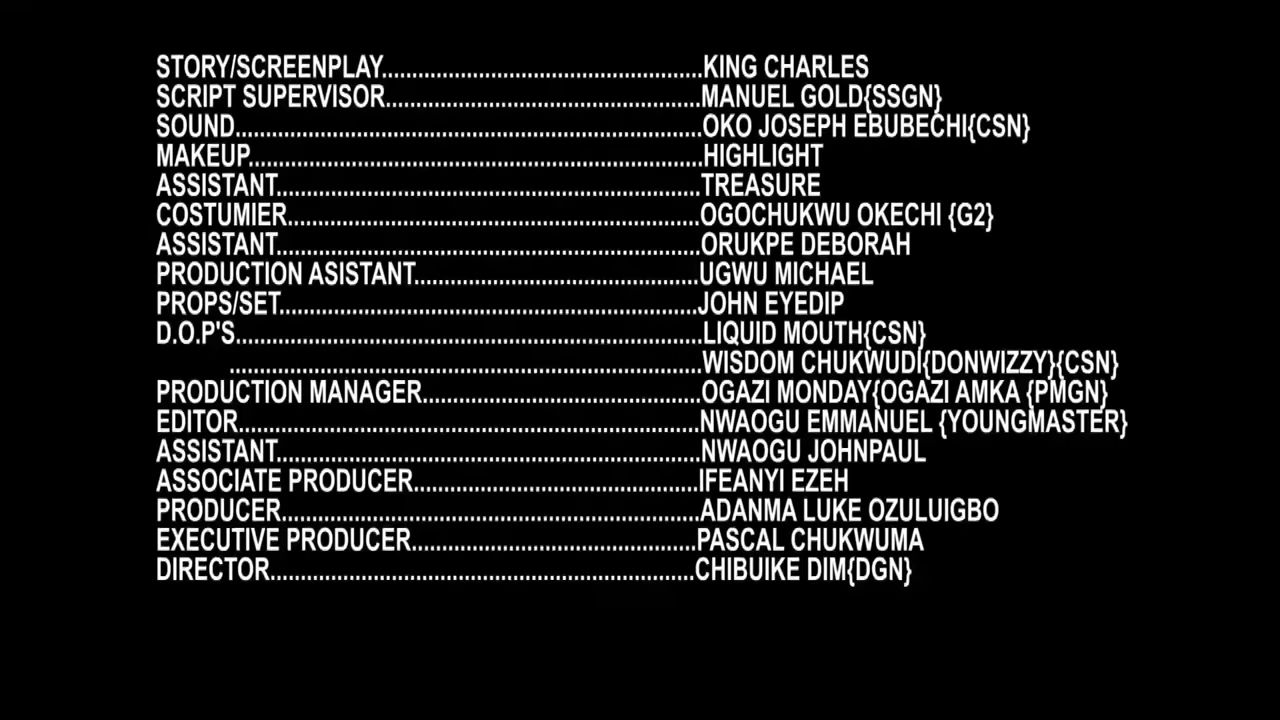 STORY/SCREENPLAY...........................................KING CHARLES
SCRIPT SUPERVISOR..........................................MANUEL GOLD{SSGN}
SOUND..............................................................OKO JOSEPH EBUBECHI{CSN}
MAKEUP............................................................HIGHLIGHT
ASSISTANT........................................................TREASURE
COSTUMIER.......................................................OGOCHUKWU OKECHI {G2}
ASSISTANT........................................................ORUKPE DEBORAH
PRODUCTION ASISTANT......................................UGWU MICHAEL
PROPS/SET........................................................JOHN EYEDIP
D.O.P'S..............................................................LIQUID MOUTH{CSN}
...............................................................WISDOM CHUKWUDI{DONWIZZY}{CSN}
PRODUCTION MANAGER.....................................OGAZI MONDAY{OGAZI AMKA {PMGN}
EDITOR.............................................................NWAOGU EMMANUEL {YOUNGMASTER}
ASSISTANT........................................................NWAOGU JOHNPAUL
ASSOCIATE PRODUCER......................................IFEANYI EZEH
PRODUCER........................................................ADANMA LUKE OZULUIGBO
EXECUTIVE PRODUCER......................................PASCAL CHUKWUMA
DIRECTOR.........................................................CHIBUIKE DIM{DGN}